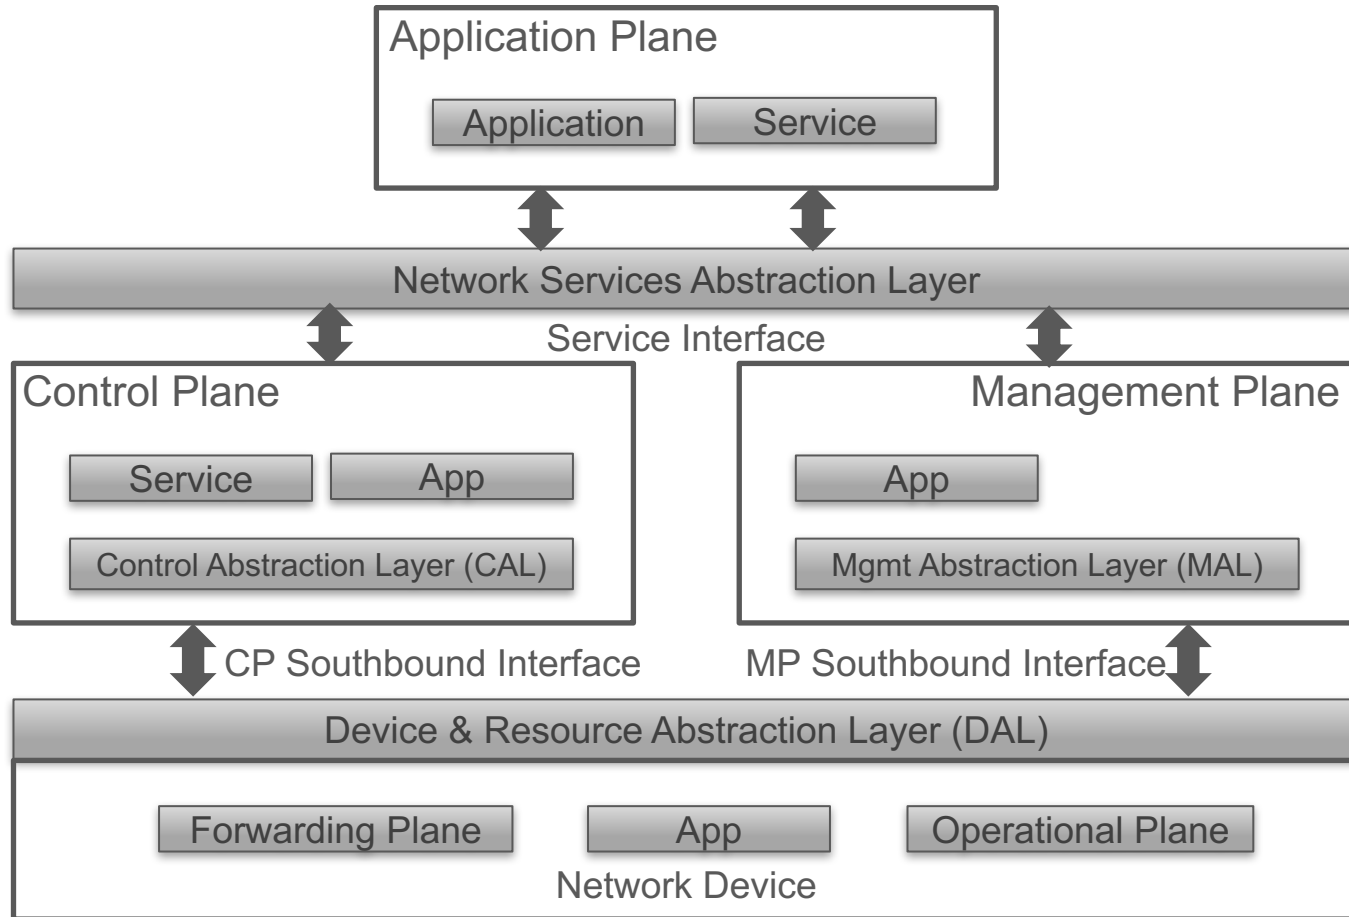 Application Plane
Application
Service
Network Services Abstraction Layer
Service Interface
Control Plane
Service
App
Control Abstraction Layer (CAL)
Management Plane
App
Mgmt Abstraction Layer (MAL)
CP Southbound Interface
MP Southbound Interface
Device & Resource Abstraction Layer (DAL)
Forwarding Plane
App
Operational Plane
Network Device